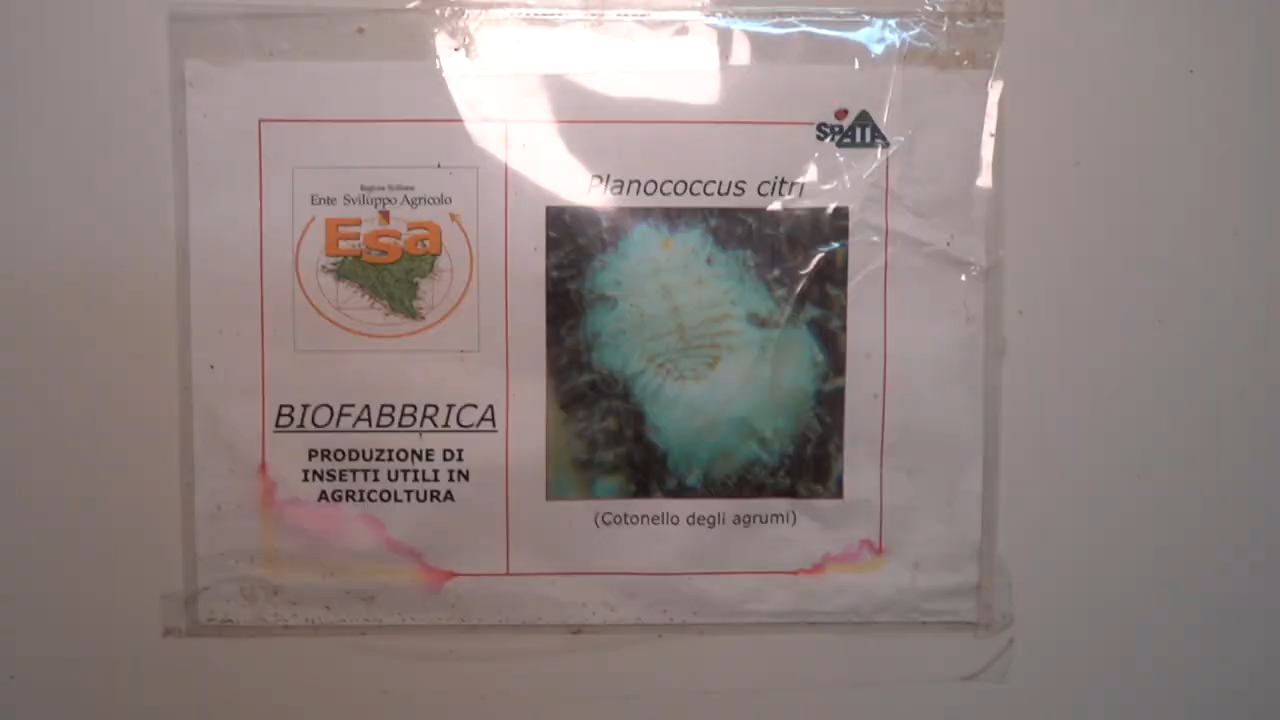 SPATA
Regione Siciliana
Ente Sviluppo Agricolo
Esa
BIOFABBRICA
PRODUZIONE DI
INSETTI UTILI IN
AGRICOLTURA
Planococcus citri
(Cotonello degli agrumi)